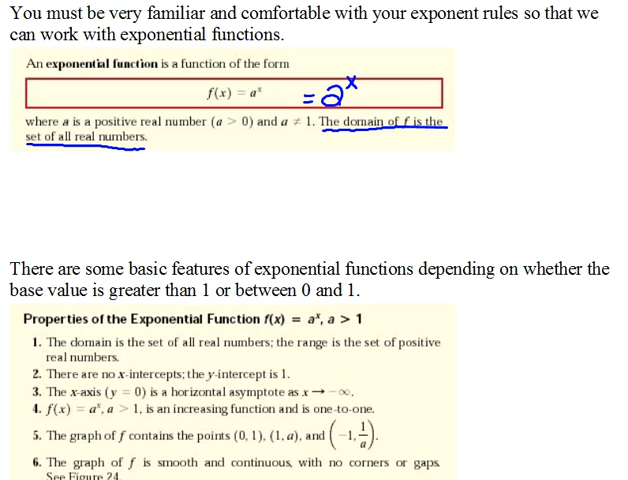 You must be very familiar and comfortable with your exponent rules so that we
can work with exponential functions.
An exponential function is a function of the form
f(x) = aˣ = 2ˣ
where a is a positive real number (a > 0) and a ≠ 1. The domain of f is the
set of all real numbers.
There are some basic features of exponential functions depending on whether the
base value is greater than 1 or between 0 and 1.
Properties of the Exponential Function f(x) = aˣ, a > 1
1. The domain is the set of all real numbers; the range is the set of positive
real numbers.
2. There are no x-intercepts; the y-intercept is 1.
3. The x-axis (y = 0) is a horizontal asymptote as x → −∞.
4. f(x) = aˣ, a > 1, is an increasing function and is one-to-one.
5. The graph of f contains the points (0, 1), (1, a), and (−1, 1/a).
6. The graph of f is smooth and continuous, with no corners or gaps.
See Figure 24.